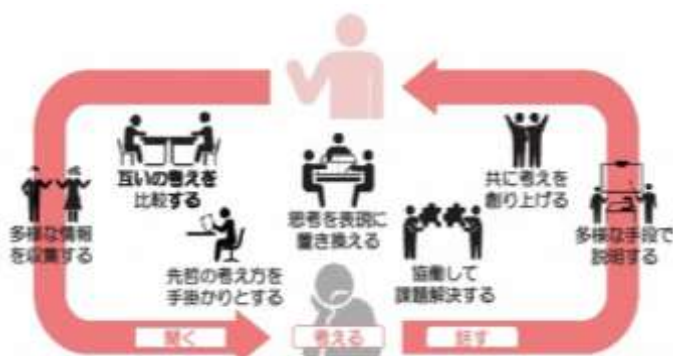 互いの考えを
比較する
多様な情報
を収集する
先哲の考え方を
手掛かりとする
思考を表現に
置き換える
共に考えを
創り上げる
協働して
課題解決する
多様な手段で
説明する
聞く
考える
話す